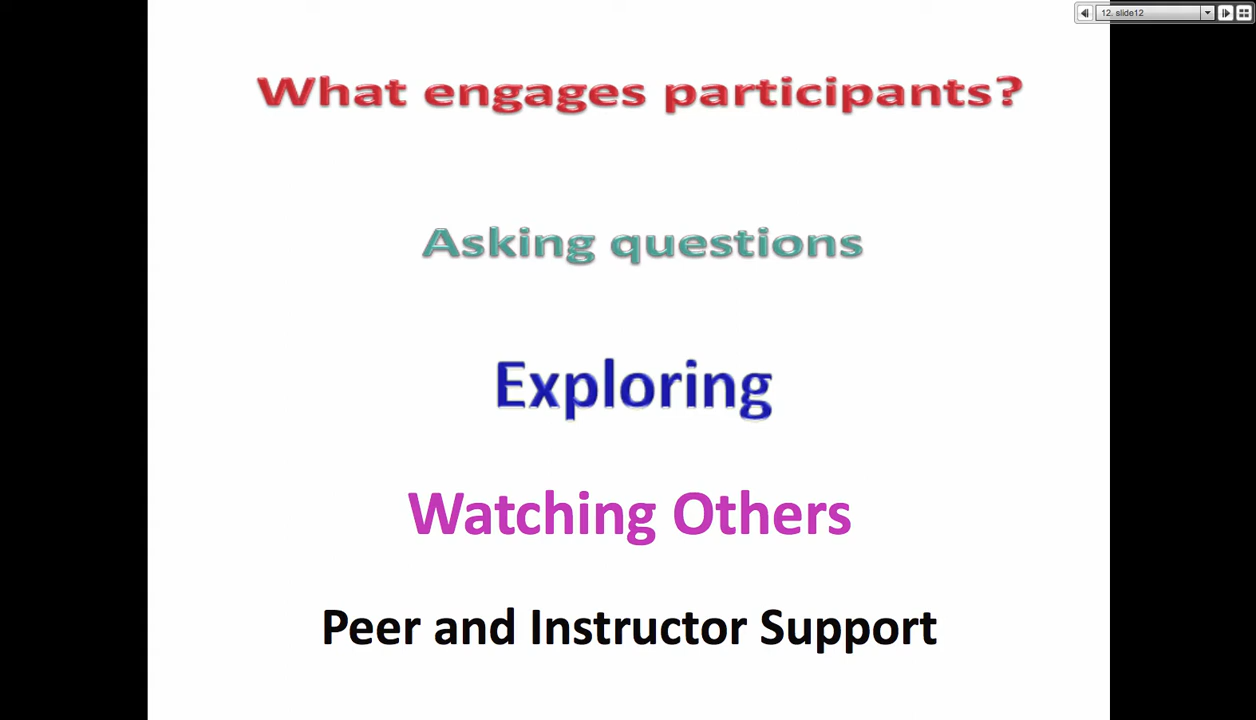 12. slide12
What engages participants?
Asking questions
Exploring
Watching Others
Peer and Instructor Support